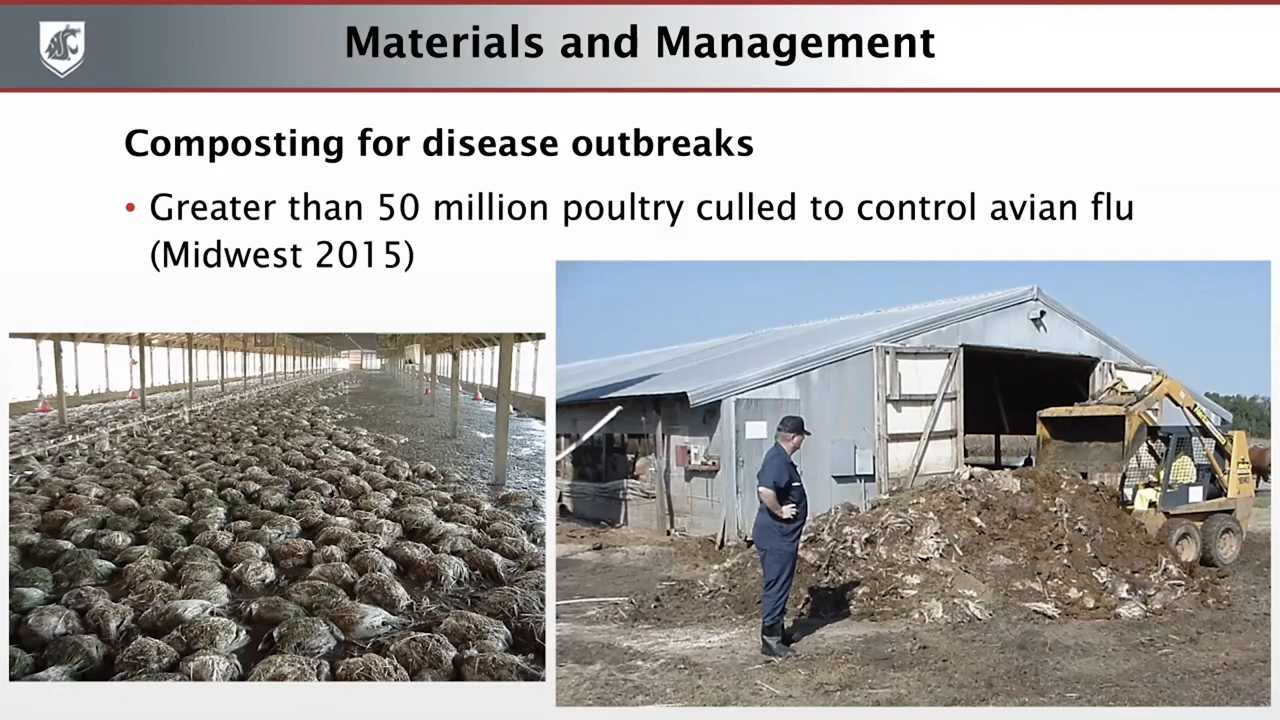 Materials and Management
Composting for disease outbreaks
• Greater than 50 million poultry culled to control avian flu
(Midwest 2015)